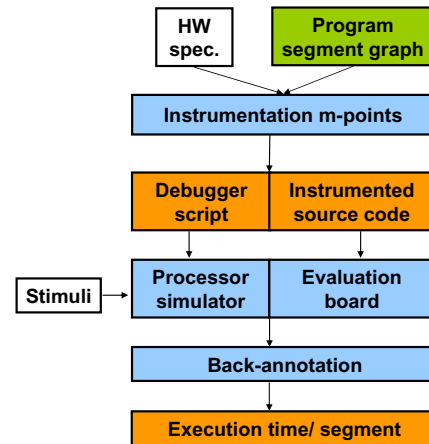 HW
spec.
Program
segment graph
Instrumentation m-points
Debugger
script
Instrumented
source code
Stimuli
Processor
simulator
Evaluation
board
Back-annotation
Execution time/ segment